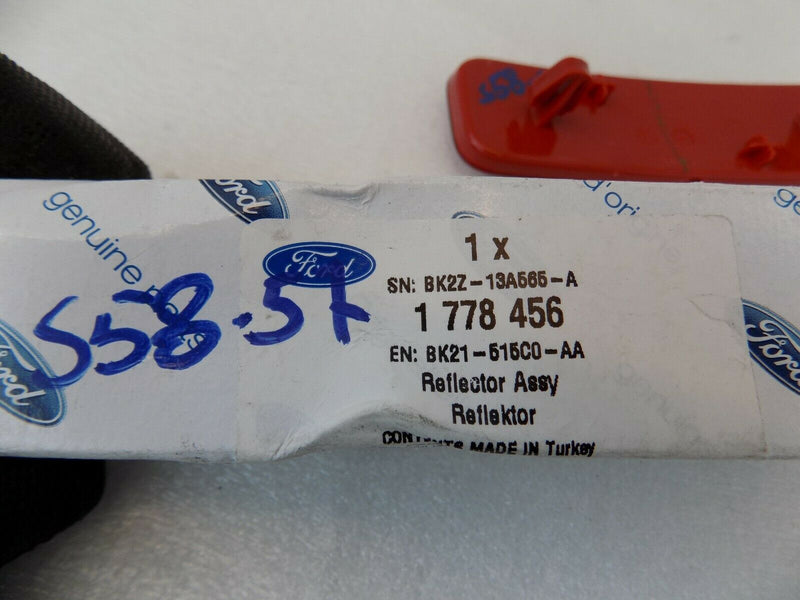 genuine
Ford
d'ori
Ford
1 x
SN: BK2Z-13A565-A
1 778 456
EN: BK21-515C0-AA
Reflector Assy
Reflektor
CONTENTS MADE IN Turkey
558.57
Ford
Ford